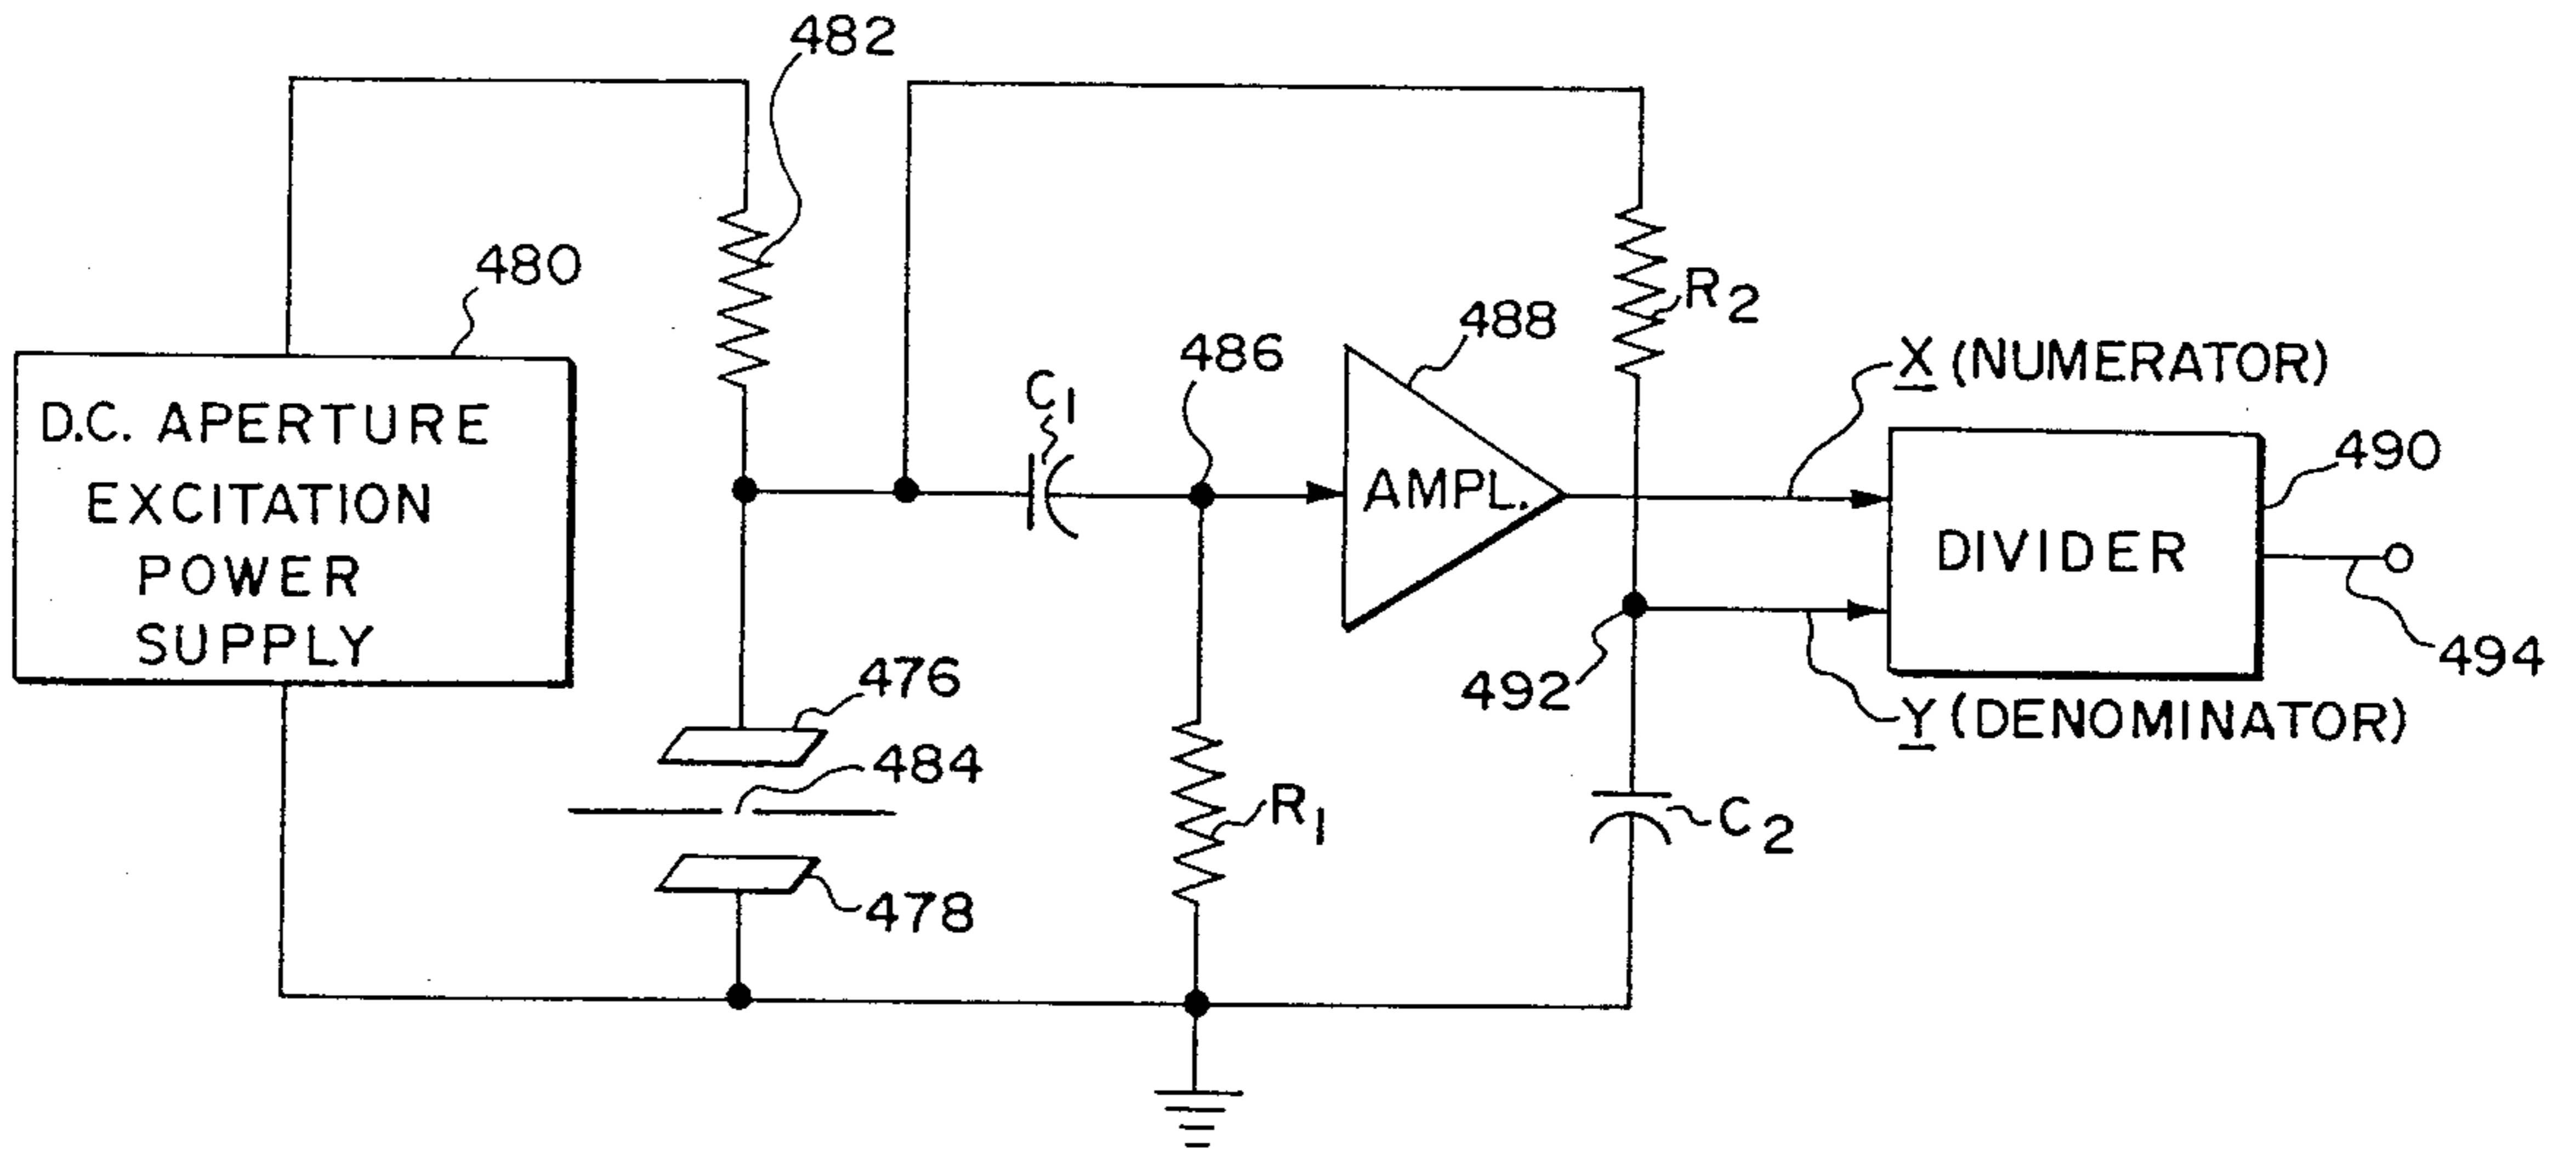 482
480
D.C. APERTURE
EXCITATION
POWER
SUPPLY
C1
486
488
AMPL.
R2
X (NUMERATOR)
490
DIVIDER
494
492
Y (DENOMINATOR)
476
484
478
R1
C2